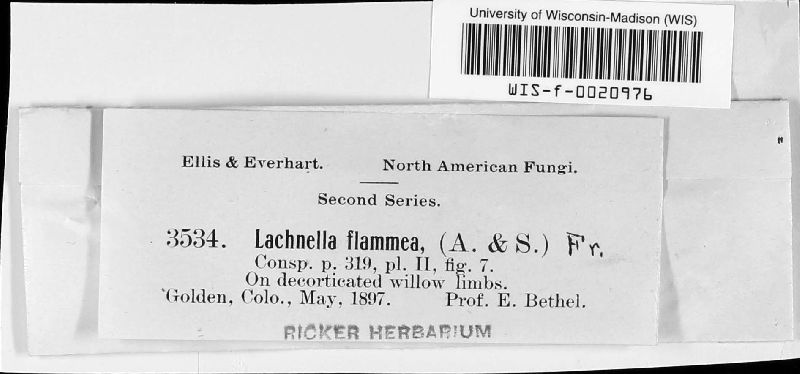 University of Wisconsin-Madison (WIS)
WIS-f-0020976
Ellis & Everhart. North American Fungi.
Second Series.
3534. Lachnella flammea, (A. & S.) Fr.
Consp. p. 319, pl. II, fig. 7.
On decorticated willow limbs.
Golden, Colo., May, 1897. Prof. E. Bethel.
RICKER HERBARIUM